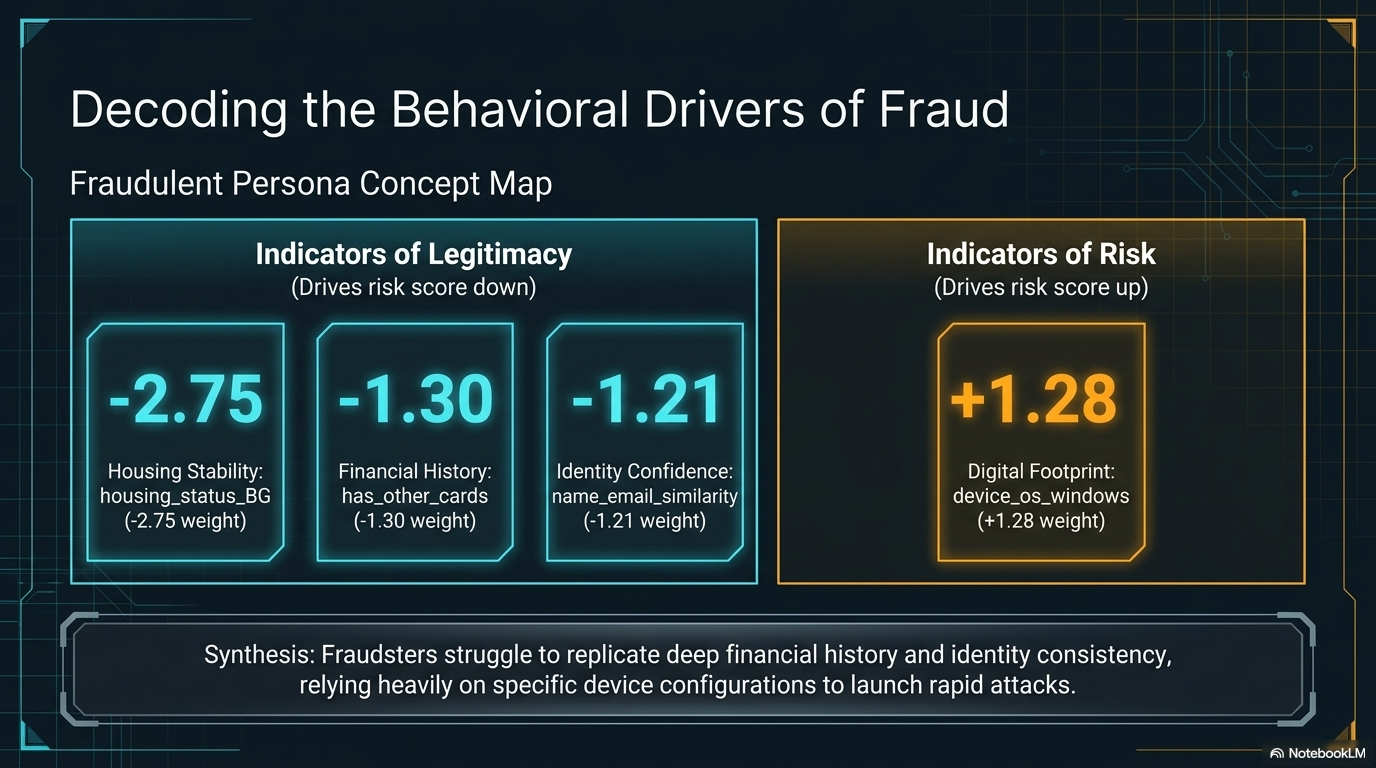 Decoding the Behavioral Drivers of Fraud
Fraudulent Persona Concept Map
Indicators of Legitimacy
(Drives risk score down)
-2.75
Housing Stability:
housing_status_BG
(-2.75 weight)
-1.30
Financial History:
has_other_cards
(-1.30 weight)
-1.21
Identity Confidence:
name_email_similarity
(-1.21 weight)
Indicators of Risk
(Drives risk score up)
+1.28
Digital Footprint:
device_os_windows
(+1.28 weight)
Synthesis: Fraudsters struggle to replicate deep financial history and identity consistency,
relying heavily on specific device configurations to launch rapid attacks.
NotebookLM